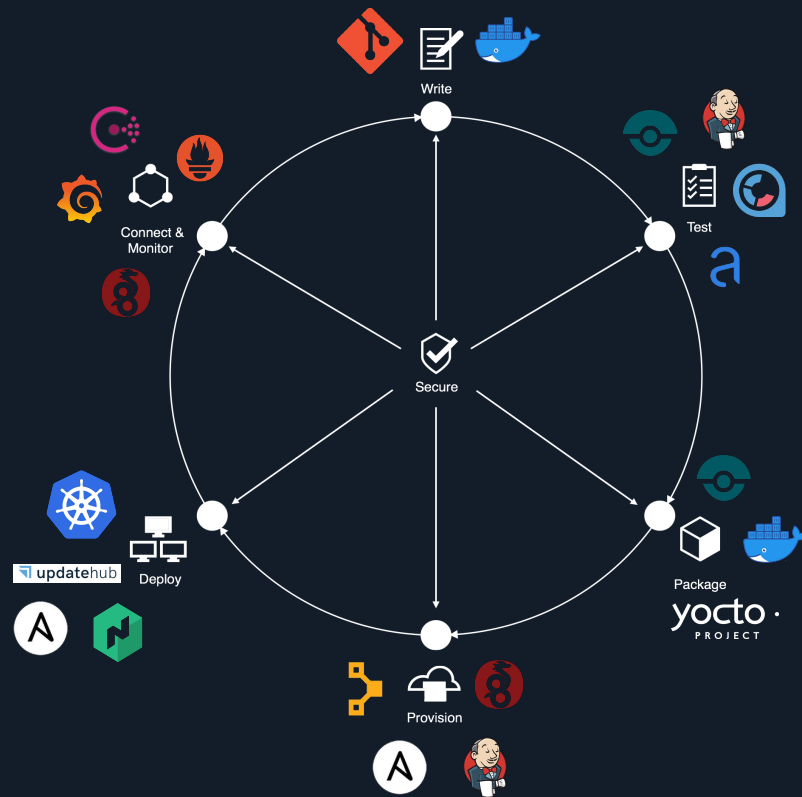 Write
Test
Connect &
Monitor
Secure
Package
yocto
PROJECT
Deploy
updatehub
Provision